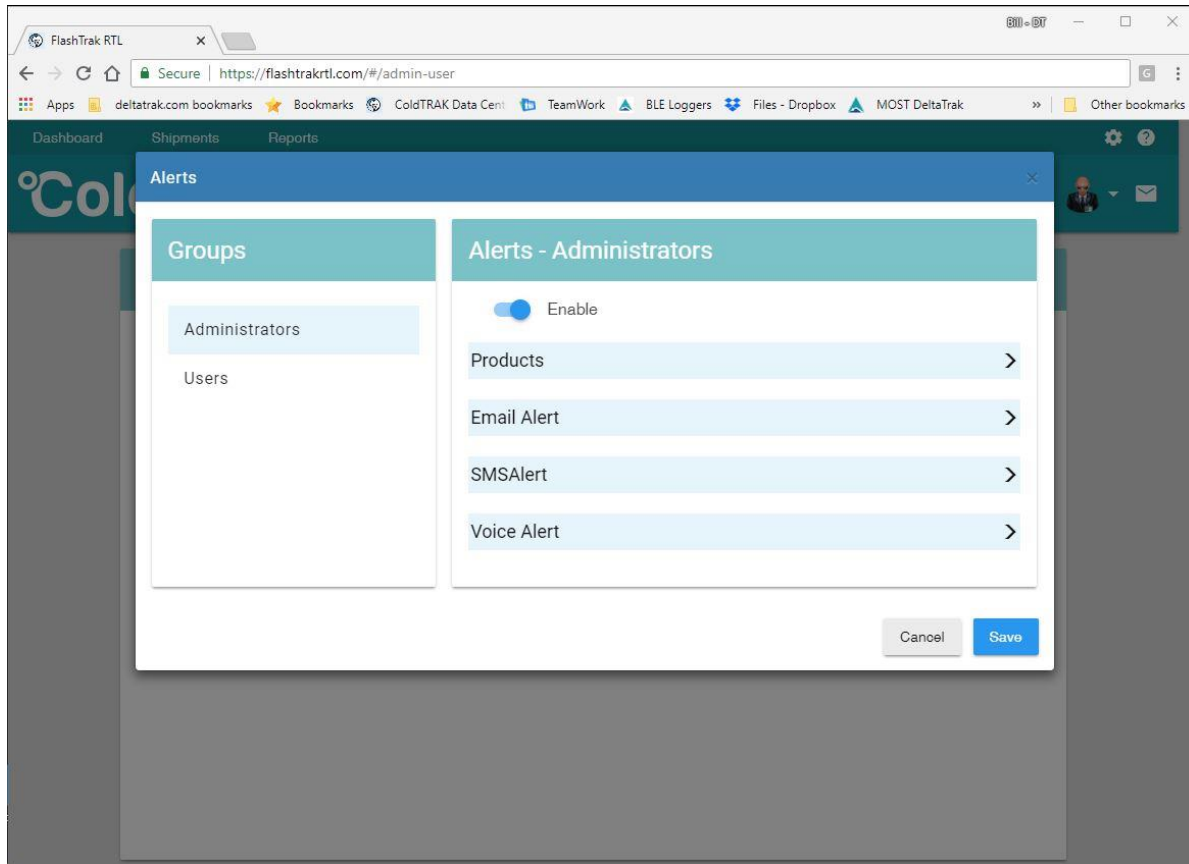 Bill - DT
FlashTrak RTL
Secure | https://flashtrakrtl.com/#/admin-user
Apps deltatrak.com bookmarks Bookmarks ColdTRAK Data Cent TeamWork BLE Loggers Files - Dropbox MOST DeltaTrak » Other bookmarks
Dashboard Shipments Reports
°Col
Alerts
Groups
Administrators
Users
Alerts - Administrators
Enable
Products
Email Alert
SMSAlert
Voice Alert
Cancel Save